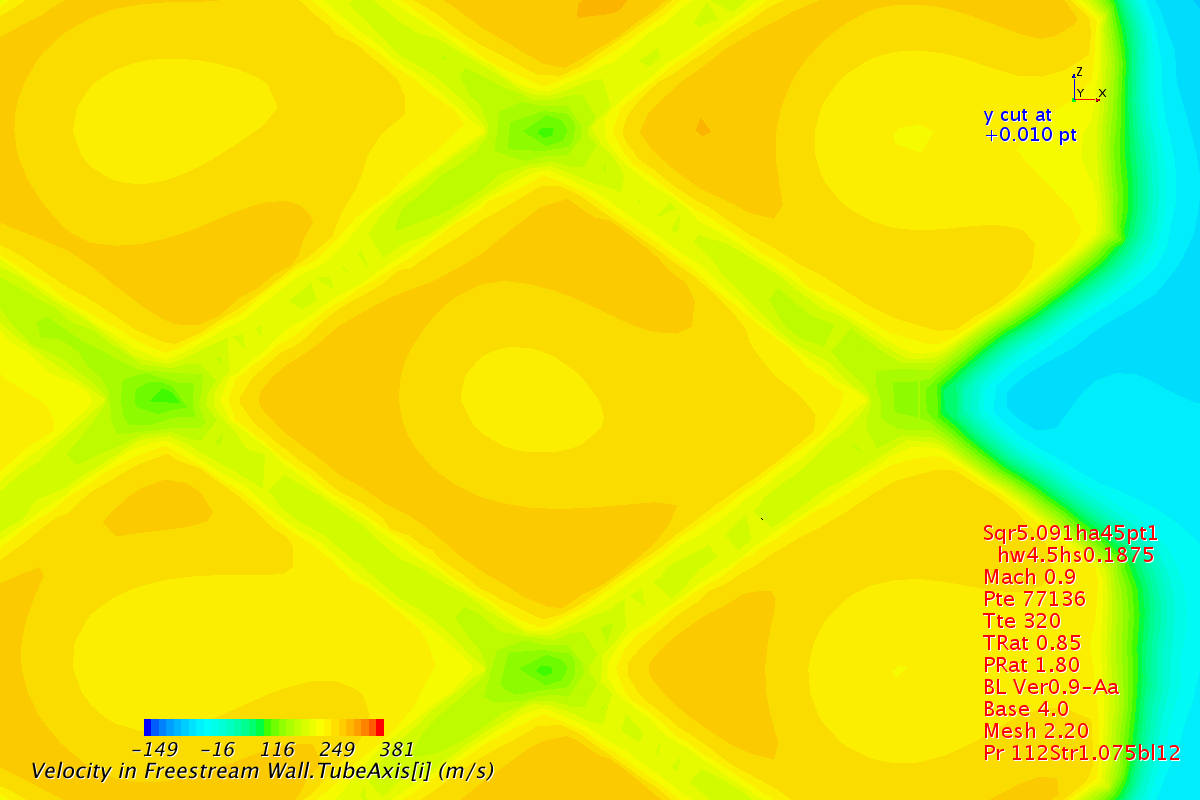 Z
Y X
y cut at
+0.010 pt
Sqr5.091ha45pt1
hw4.5hs0.1875
Mach 0.9
Pte 77136
Tte 320
TRat 0.85
PRat 1.80
BL Ver0.9-Aa
Base 4.0
Mesh 2.20
Pr 112Str1.075bl12
-149 -16 116 249 381
Velocity in Freestream Wall.TubeAxis[i] (m/s)